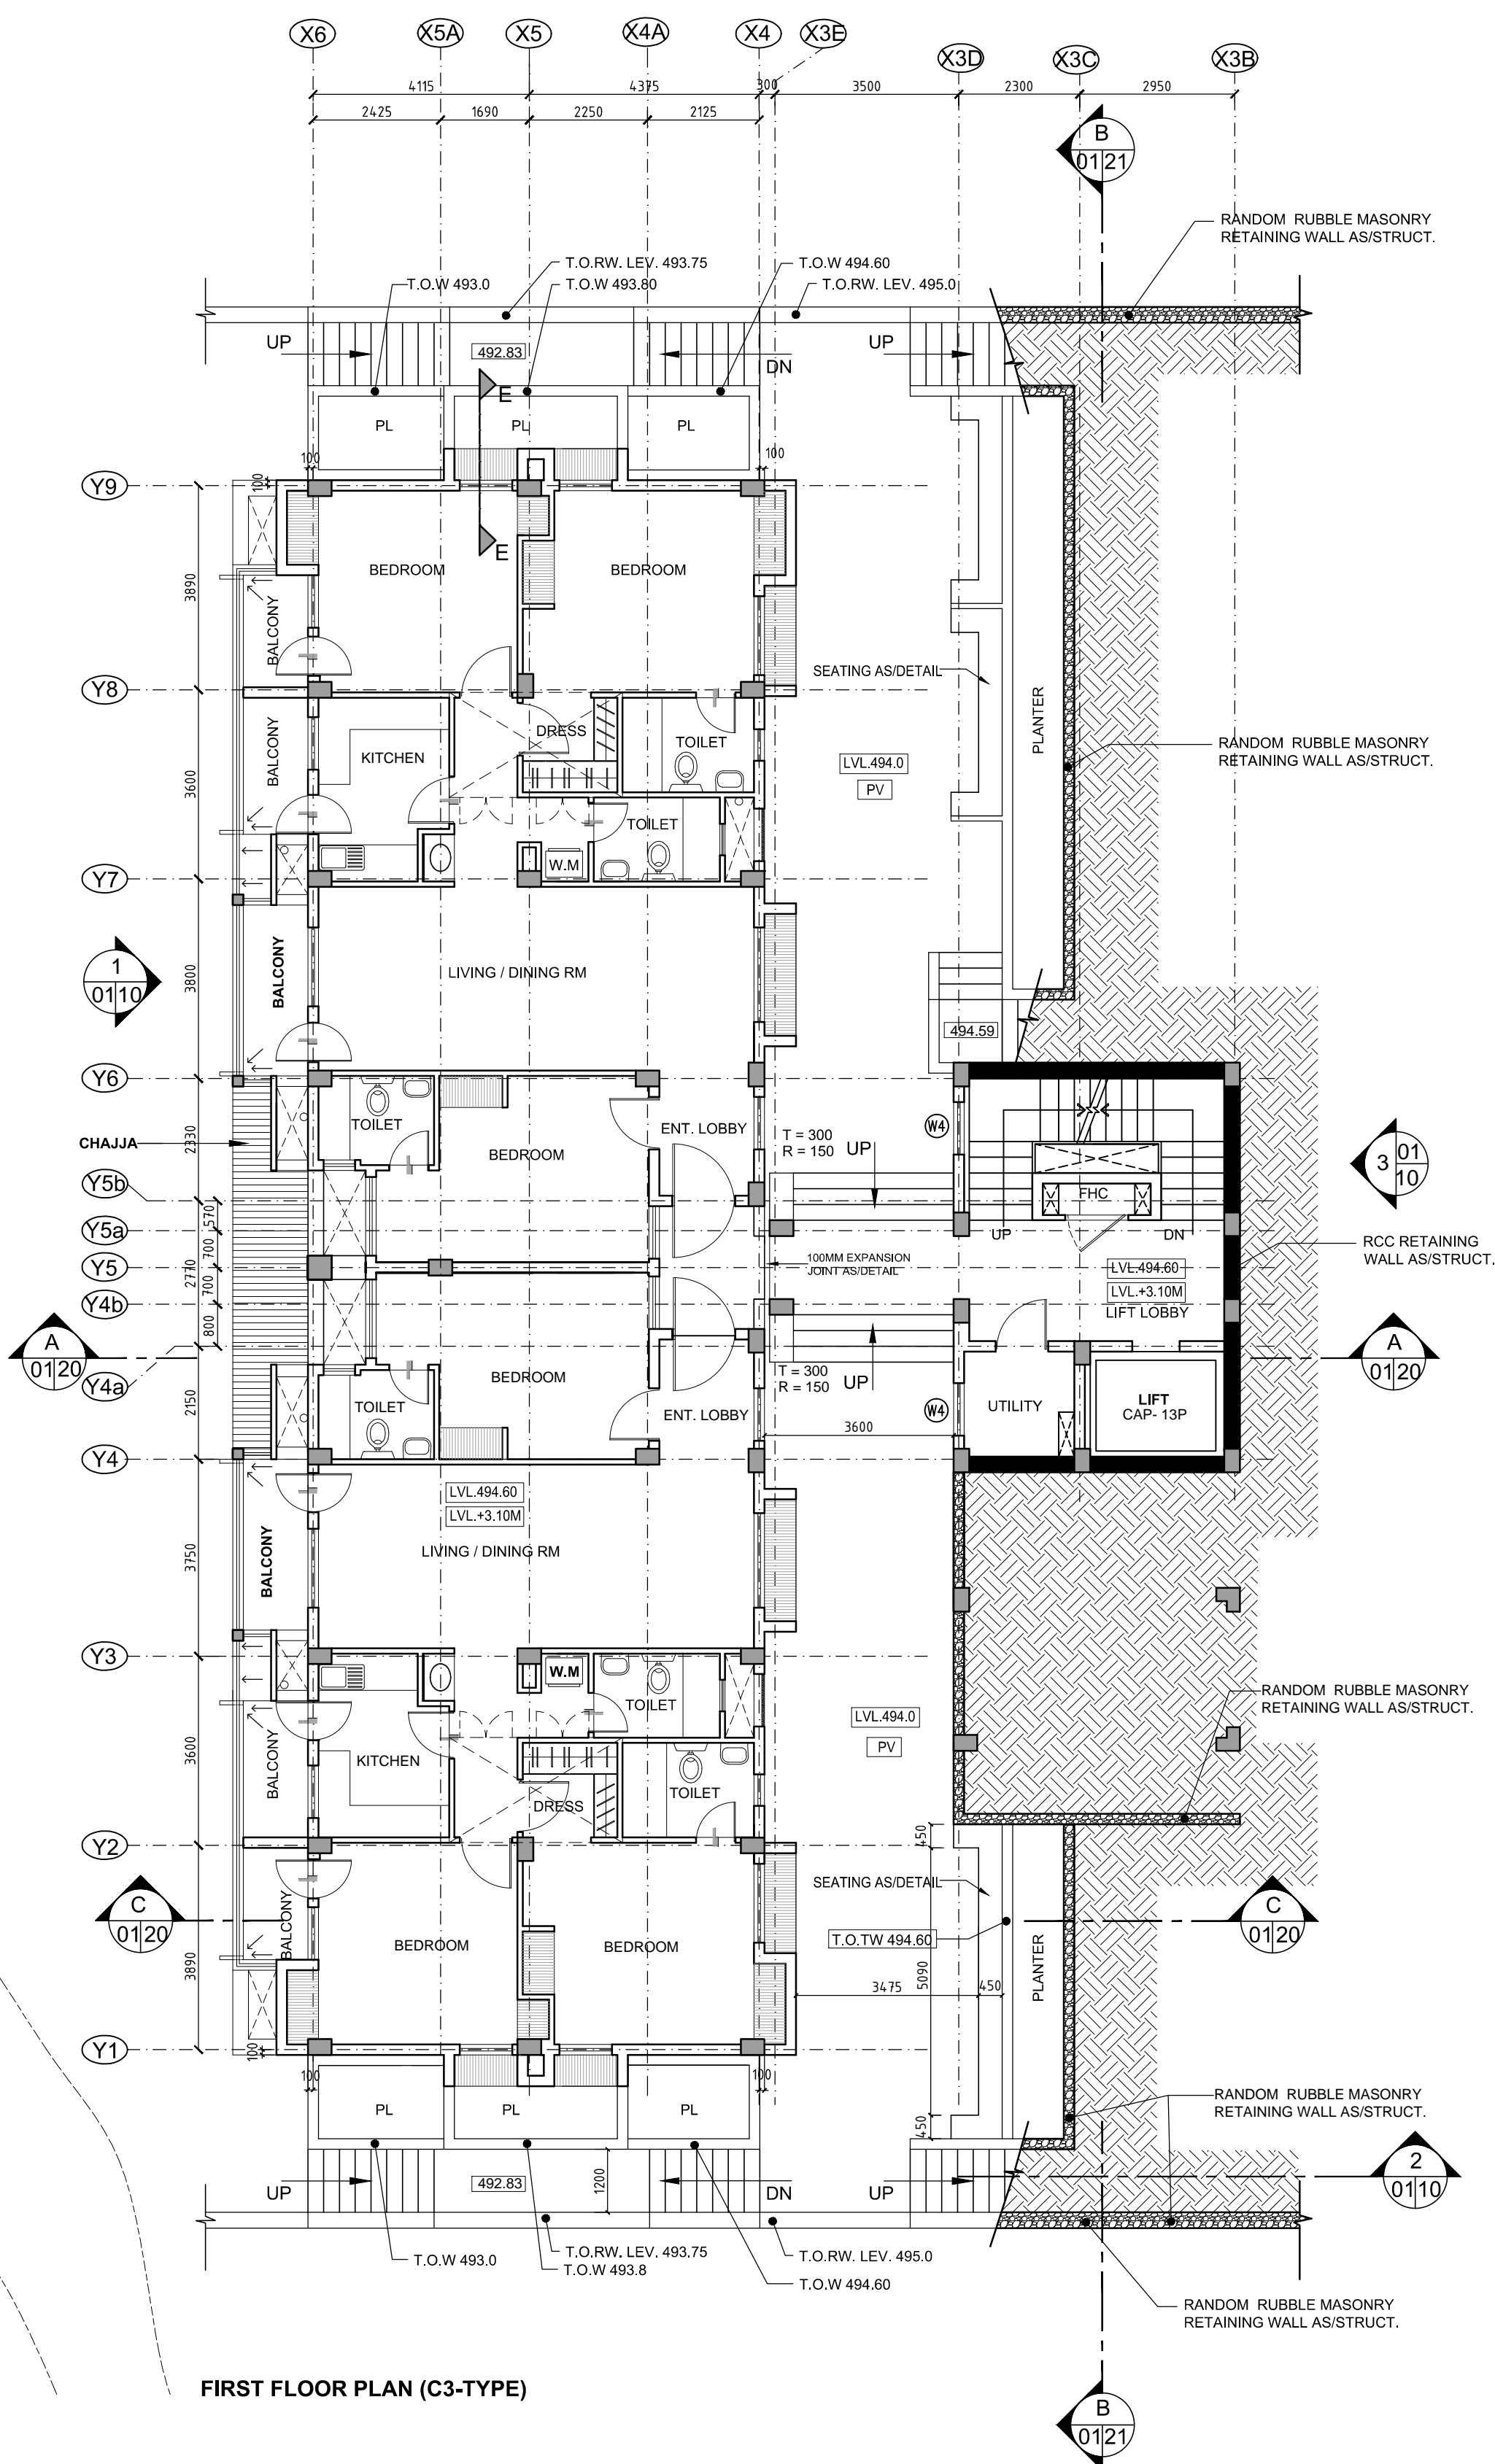 X6 X5A X5 X4A X4 X3E
X3D X3C X3B
4115 4375 300 3500 2300 2950
2425 1690 2250 2125
B
01 21
RANDOM RUBBLE MASONRY
RETAINING WALL AS/STRUCT.
T.O.RW. LEV. 493.75
T.O.W 494.60
T.O.W 493.0
T.O.W 493.80
T.O.RW. LEV. 495.0
UP
492.83
DN
UP
E
PL
PL
PL
100
100
Y9
100
E
BEDROOM
BEDROOM
3890
BALCONY
SEATING AS/DETAIL
Y8
PLANTER
DRESS
TOILET
BALCONY
KITCHEN
RANDOM RUBBLE MASONRY
RETAINING WALL AS/STRUCT.
LVL.494.0
PV
3600
TOILET
W.M
Y7
1
01 10
3800
BALCONY
LIVING / DINING RM
494.59
Y6
TOILET
ENT. LOBBY
W4
T = 300
R = 150
UP
CHAJJA
2330
BEDROOM
3 01
10
Y5b
FHC
570
Y5a
UP
DN
700
RCC RETAINING
WALL AS/STRUCT.
100MM EXPANSION
JOINT AS/DETAIL
Y5
LVL.494.60
2770
700
LVL.+3.10M
Y4b
LIFT LOBBY
800
A
01 20
A
01 20
Y4a
T = 300
R = 150
UP
BEDROOM
2150
TOILET
ENT. LOBBY
W4
UTILITY
LIFT
CAP- 13P
3600
Y4
LVL.494.60
LVL.+3.10M
3750
BALCONY
LIVING / DINING RM
Y3
W.M
TOILET
RANDOM RUBBLE MASONRY
RETAINING WALL AS/STRUCT.
LVL.494.0
PV
3600
BALCONY
KITCHEN
TOILET
DRESS
Y2
450
SEATING AS/DETAIL
C
01 20
C
01 20
BALCONY
BEDROOM
BEDROOM
T.O.TW 494.60
3890
5090
PLANTER
3475
450
Y1
100
100
100
PL
PL
PL
450
RANDOM RUBBLE MASONRY
RETAINING WALL AS/STRUCT.
UP
492.83
1200
DN
UP
2
01 10
T.O.W 493.0
T.O.RW. LEV. 493.75
T.O.W 493.8
T.O.RW. LEV. 495.0
T.O.W 494.60
RANDOM RUBBLE MASONRY
RETAINING WALL AS/STRUCT.
FIRST FLOOR PLAN (C3-TYPE)
B
01 21